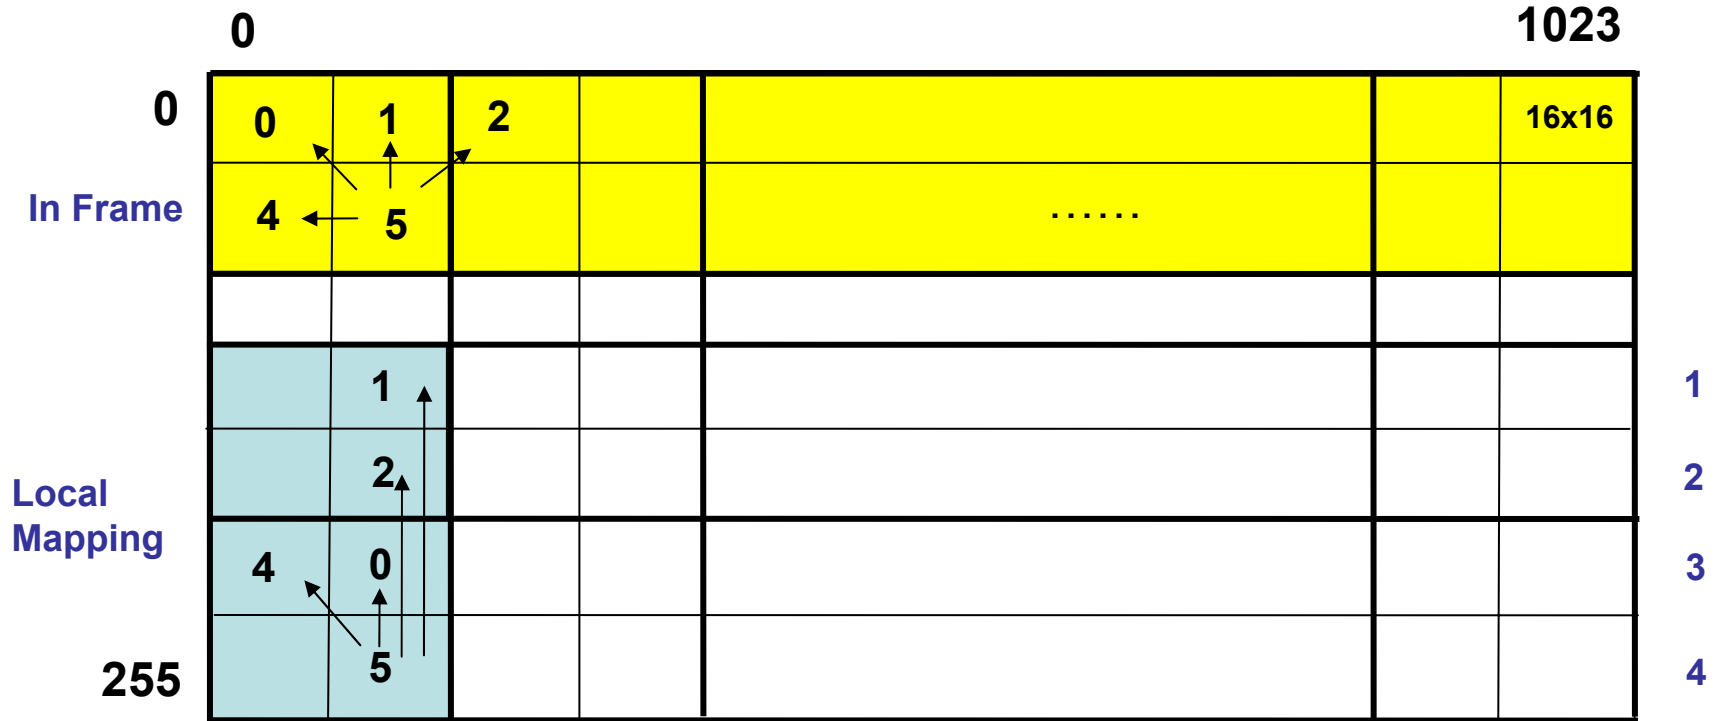 0 1023
0 0 1 2 16x16
In Frame 4 5 ......
1 1
2 2
Local
Mapping
4 0 3
255 5 4